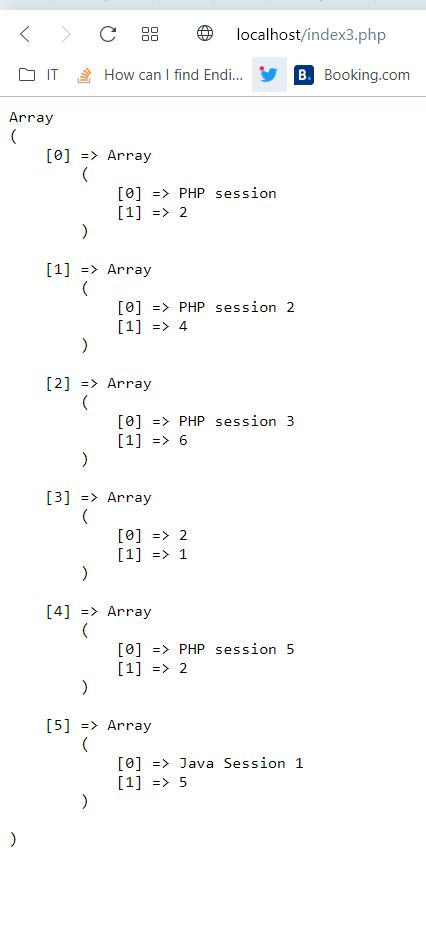 localhost/index3.php
IT How can I find Endi... B. Booking.com
Array
(
    [0] => Array
        (
            [0] => PHP session
            [1] => 2
        )

    [1] => Array
        (
            [0] => PHP session 2
            [1] => 4
        )

    [2] => Array
        (
            [0] => PHP session 3
            [1] => 6
        )

    [3] => Array
        (
            [0] => 2
            [1] => 1
        )

    [4] => Array
        (
            [0] => PHP session 5
            [1] => 2
        )

    [5] => Array
        (
            [0] => Java Session 1
            [1] => 5
        )

)